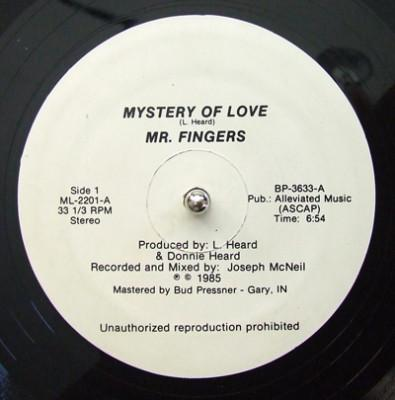 MYSTERY OF LOVE
(L. Heard)
MR. FINGERS
Side 1
ML-2201-A
33 1/3 RPM
Stereo
BP-3633-A
Pub.: Alleviated Music
(ASCAP)
Time: 6:54
Produced by: L. Heard
& Donnie Heard
Recorded and Mixed by: Joseph McNeil
℗ © 1985
Mastered by Bud Pressner - Gary, IN
Unauthorized reproduction prohibited